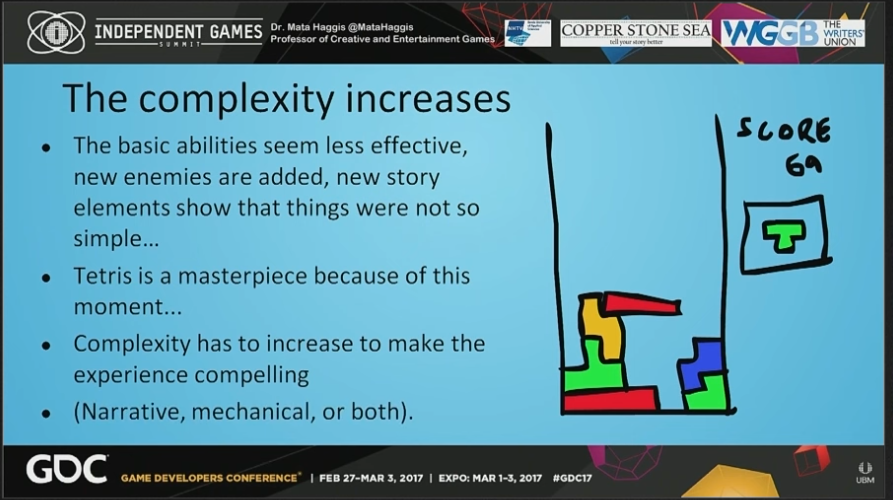 INDEPENDENT GAMES
SUMMIT
Dr. Mata Haggis @MataHaggis
Professor of Creative and Entertainment Games
COPPER STONE SEA
tell your story better
WGGB
THE
WRITERS'
UNION
The complexity increases
• The basic abilities seem less effective,
new enemies are added, new story
elements show that things were not so
simple...
• Tetris is a masterpiece because of this
moment...
• Complexity has to increase to make the
experience compelling
• (Narrative, mechanical, or both).
SCORE
69
GDC
GAME DEVELOPERS CONFERENCE® | FEB 27–MAR 3, 2017 | EXPO: MAR 1–3, 2017 #GDC17
UBM